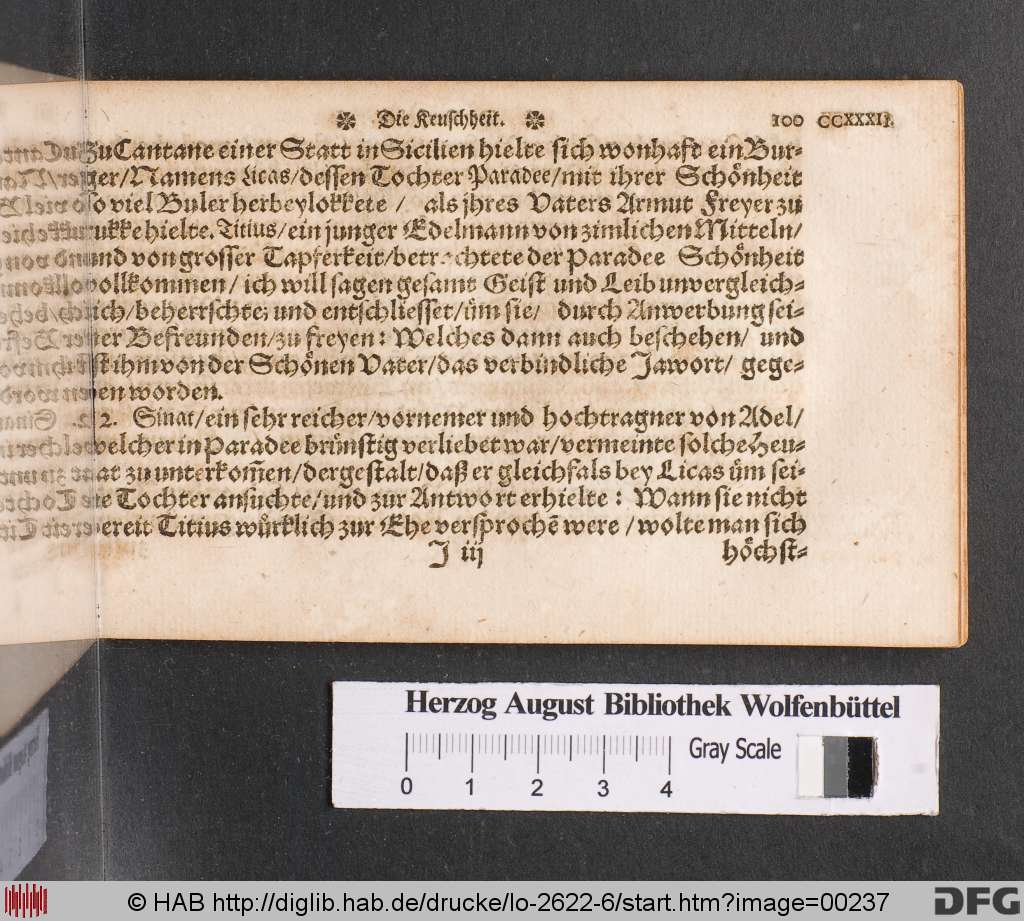 Die Keuschheit. 100 CCXXXII.
Zu Cantane einer Statt in Sicilien hielte sich wonhaft ein Bur-
ger/Namens Licas/dessen Tochter Paradee/mit ihrer Schönheit
so viel Buler herbeylokkete / als jhres Vaters Armut Freyer zu
rukke hielte. Titius/ein junger Edelmann von zimlichen Mitteln/
und von grosser Tapferkeit/betrachtete der Paradee Schönheit
vollkommen/ ich will sagen gesamt Geist und Leib unvergleich-
lich/beherrschte; und entschliesset/üm sie/ durch Anwerbung sei-
ner Befreunden/zu freyen: Welches dann auch beschehen/ und
ist ihm von der Schönen Vater/das verbindliche Jawort/ gege-
ben worden.
2. Sinat/ein sehr reicher/vornemer und hochtragner von Adel/
welcher in Paradee brünstig verliebet war/vermeinte solche Heu-
rat zu unterkom̃en/dergestalt/daß er gleichfals bey Licas üm sei-
ne Tochter ansuchte/und zur Antwort erhielte: Wann sie nicht
bereit Titius würklich zur Ehe versprochẽ were / wolte man sich
J iij höchst-
Herzog August Bibliothek Wolfenbüttel
Gray Scale
0 1 2 3 4
© HAB http://diglib.hab.de/drucke/lo-2622-6/start.htm?image=00237
DFG